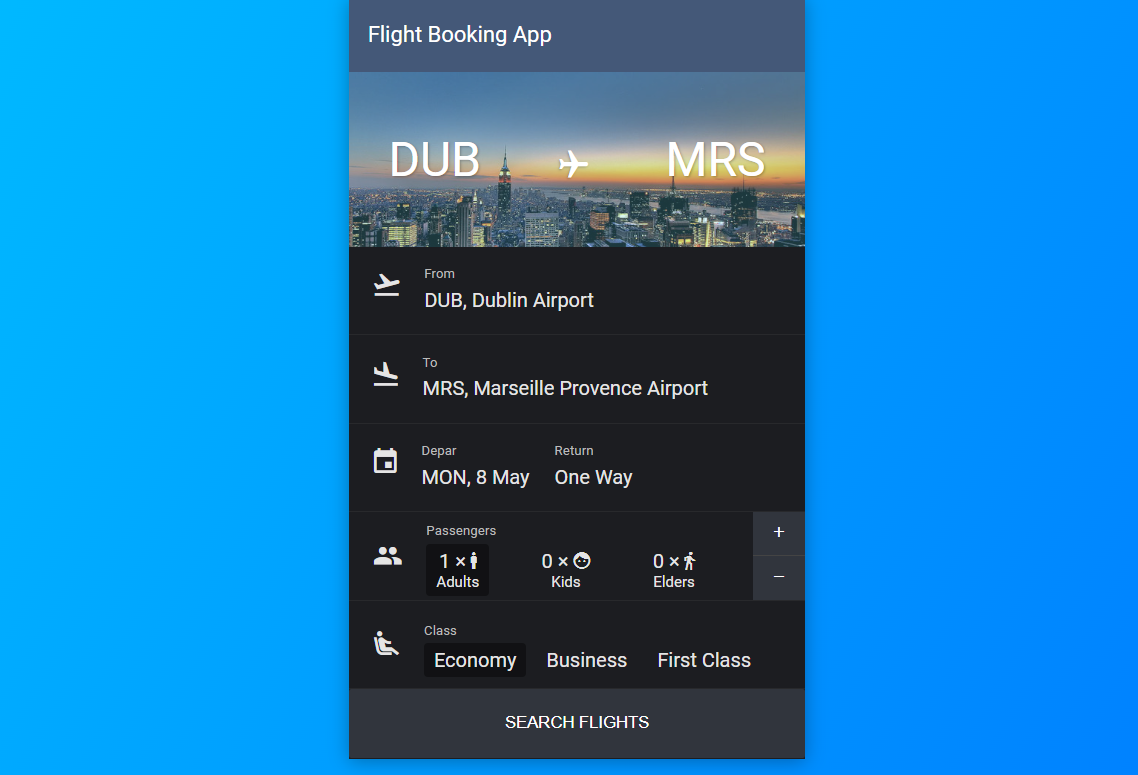 Flight Booking App
DUB MRS
From
DUB, Dublin Airport
To
MRS, Marseille Provence Airport
Depar Return
MON, 8 May One Way
Passengers
+
1 × 0 × 0 ×
Adults Kids Elders
−
Class
Economy Business First Class
SEARCH FLIGHTS